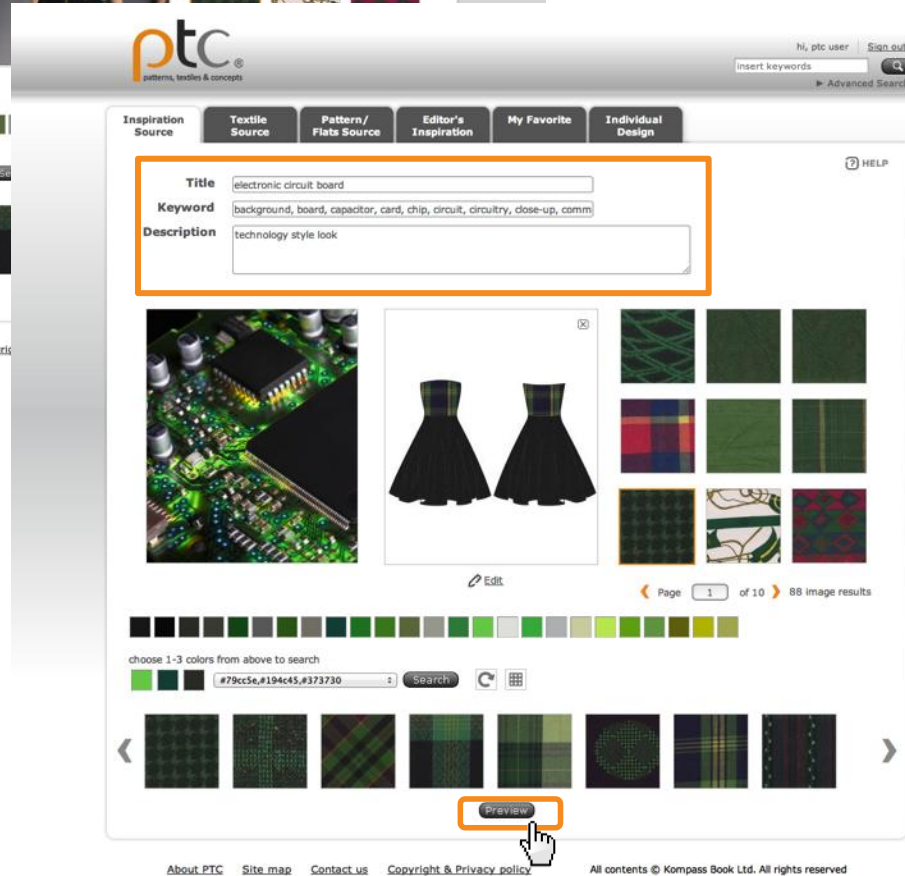 ptc®
patterns, textiles & concepts
hi, ptc user
Sign out
insert keywords
Advanced Search
Inspiration Source
Textile Source
Pattern/ Flats Source
Editor's Inspiration
My Favorite
Individual Design
? HELP
Title
electronic circuit board
Keyword
background, board, capacitor, card, chip, circuit, circuitry, close-up, comm
Description
technology style look
Edit
Page 1 of 10
88 image results
choose 1-3 colors from above to search
#79cc5e,#194c45,#373730
Search
Preview
About PTC
Site map
Contact us
Copyright & Privacy policy
All contents © Kompass Book Ltd. All rights reserved